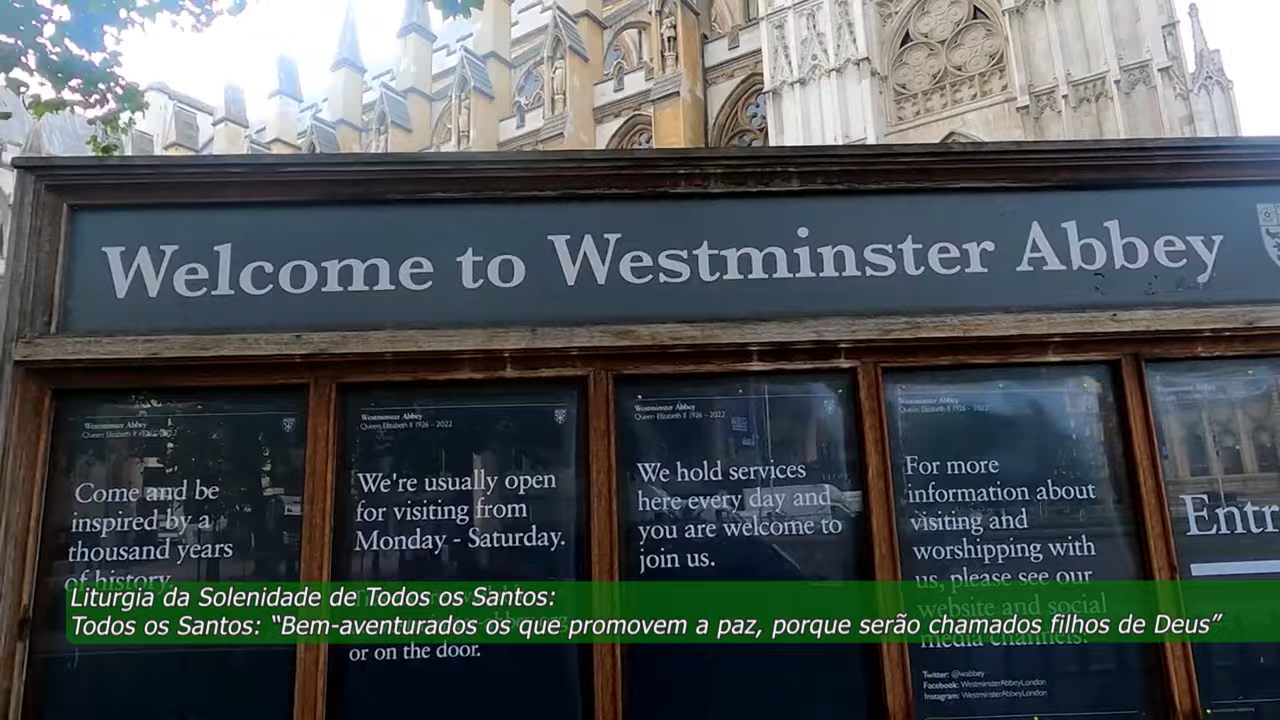 Welcome to Westminster Abbey
Westminster Abbey
Queen Elizabeth II 1926 - 2022
Come and be
inspired by a
thousand years
of history.
Westminster Abbey
Queen Elizabeth II 1926 - 2022
We're usually open
for visiting from
Monday - Saturday.
or on the door.
Westminster Abbey
Queen Elizabeth II 1926 - 2022
We hold services
here every day and
you are welcome to
join us.
Westminster Abbey
Queen Elizabeth II 1926 - 2022
For more
information about
visiting and
worshipping with
us, please see our
website and social
media channels.
Twitter: @wabbey
Facebook: WestminsterAbbeyLondon
Instagram: WestminsterAbbeyLondon
Liturgia da Solenidade de Todos os Santos:
Todos os Santos: “Bem-aventurados os que promovem a paz, porque serão chamados filhos de Deus”